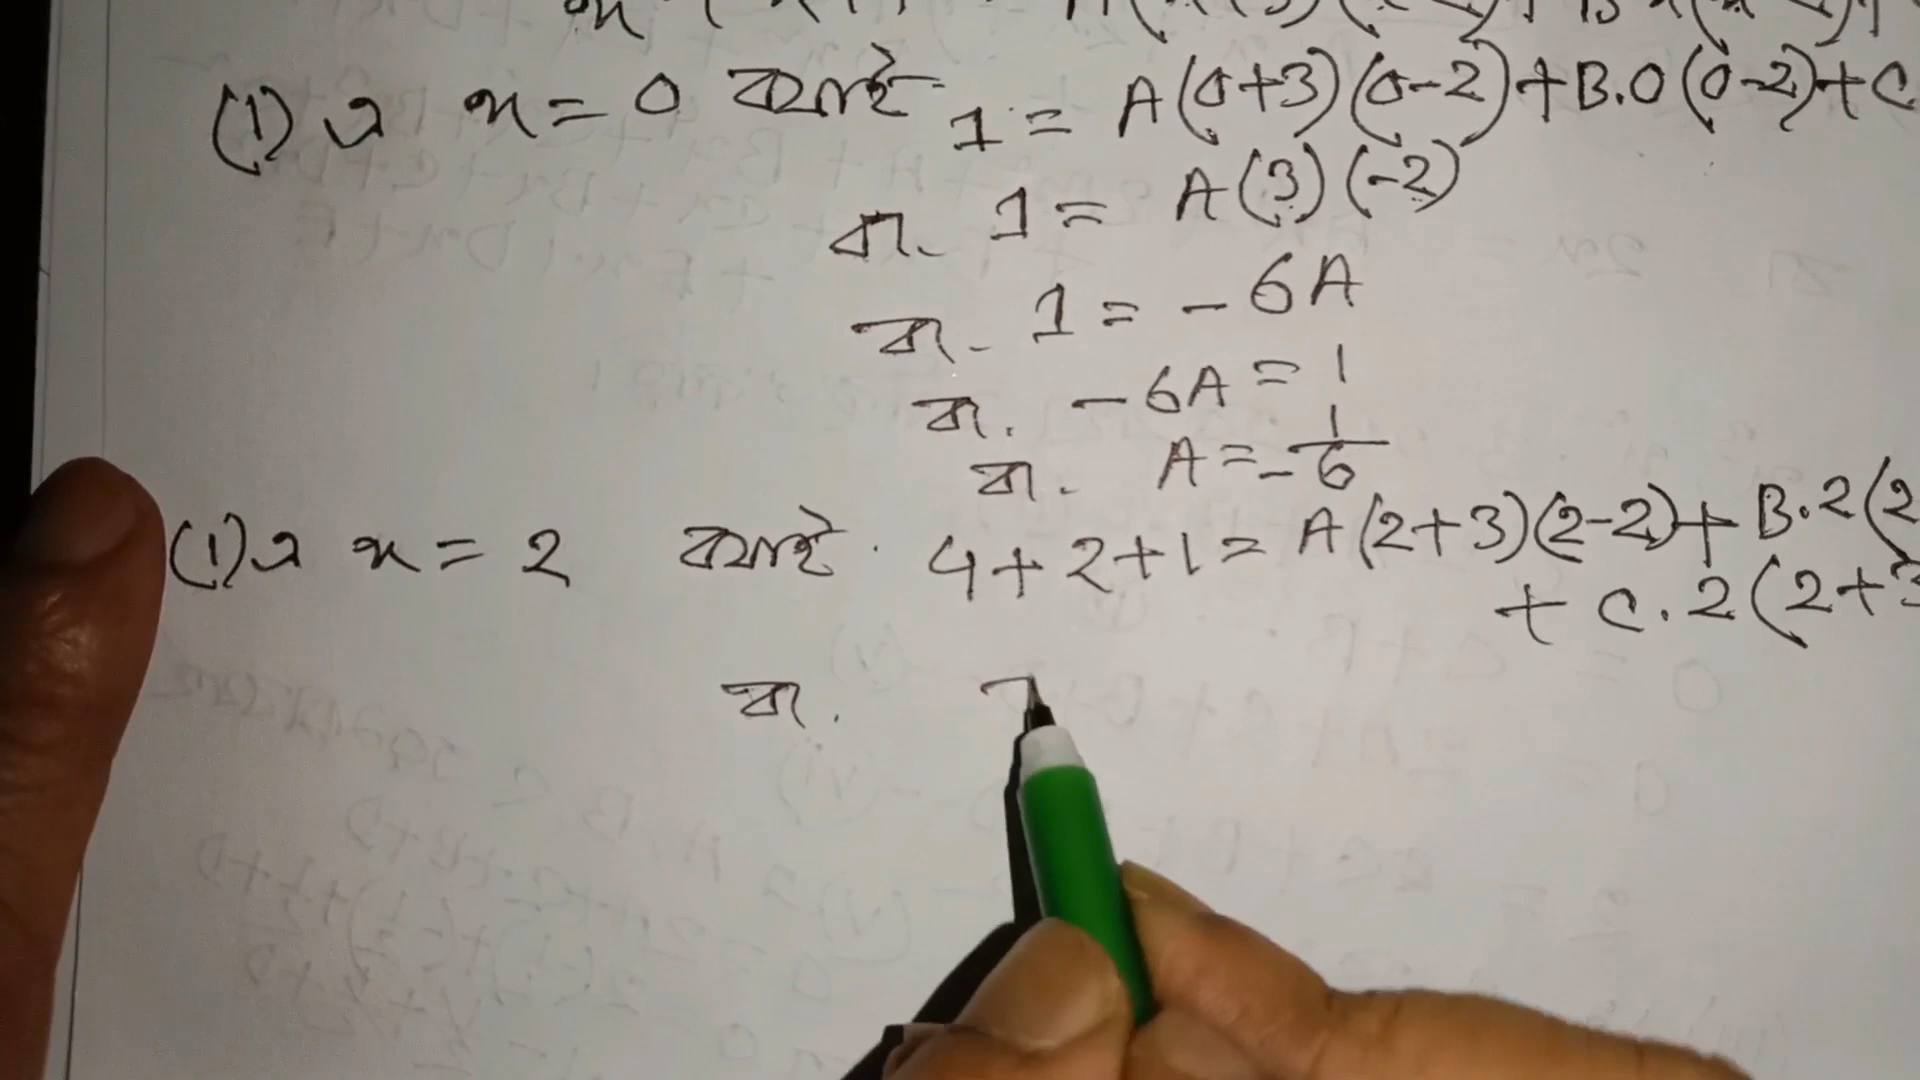 (1) এ x = 0 বসাই 1 = A(0+3)(0-2)+B.0(0-2)+C
বা. 1 = A(3)(-2)
বা. 1 = -6A
বা. -6A = 1
বা. A = -1/6
(1) এ x = 2 বসাই. 4+2+1 = A(2+3)(2-2)+B.2(2
+ C.2(2+3
বা.